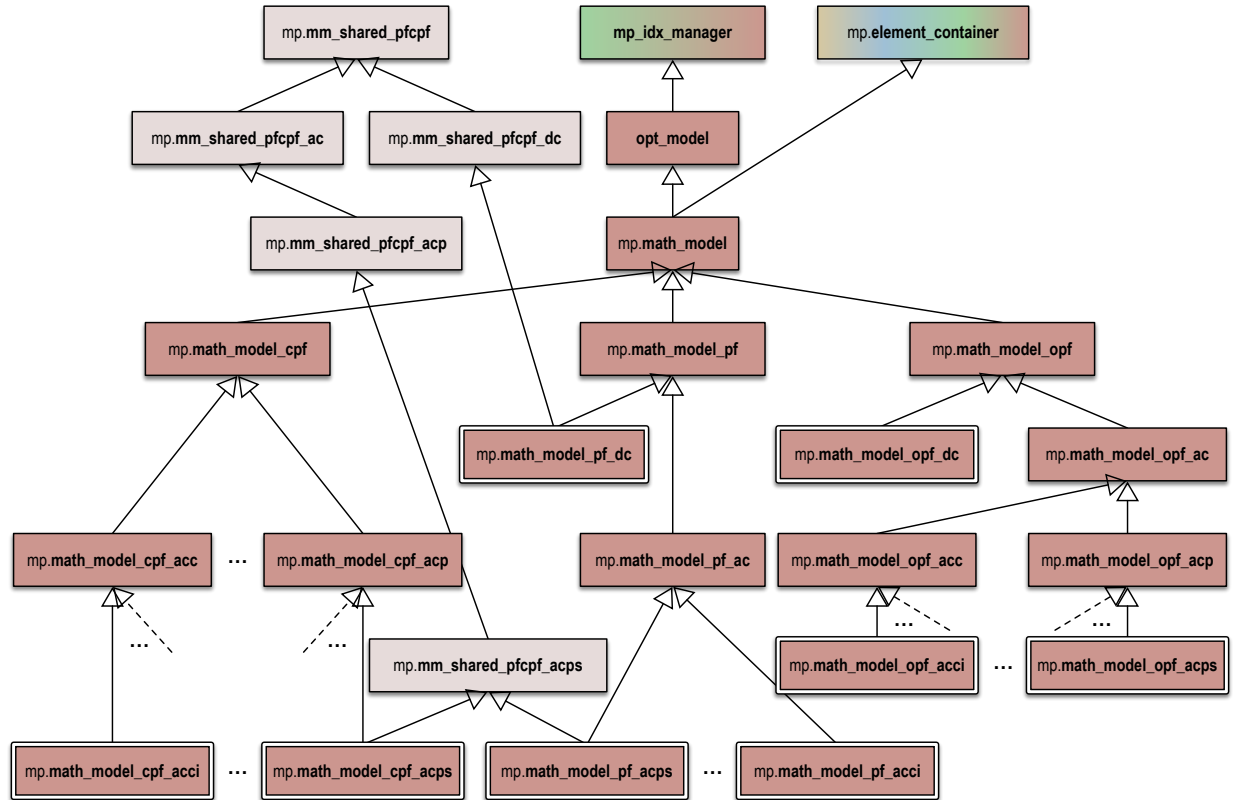 mp.mm_shared_pfcpf
mp_idx_manager
mp.element_container
mp.mm_shared_pfcpf_ac
mp.mm_shared_pfcpf_dc
opt_model
mp.mm_shared_pfcpf_acp
mp.math_model
mp.math_model_cpf
mp.math_model_pf
mp.math_model_opf
mp.math_model_pf_dc
mp.math_model_opf_dc
mp.math_model_opf_ac
mp.math_model_cpf_acc
...
mp.math_model_cpf_acp
mp.math_model_pf_ac
mp.math_model_opf_acc
mp.math_model_opf_acp
...
...
...
...
mp.mm_shared_pfcpf_acps
mp.math_model_opf_acci
...
mp.math_model_opf_acps
mp.math_model_cpf_acci
...
mp.math_model_cpf_acps
mp.math_model_pf_acps
...
mp.math_model_pf_acci